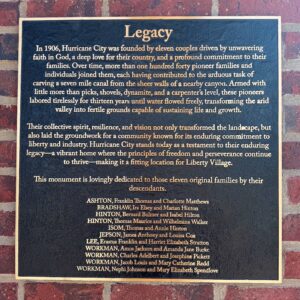 Legacy
In 1906, Hurricane City was founded by eleven couples driven by unwavering
faith in God, a deep love for their country, and a profound commitment to their
families. Over time, more than one hundred forty pioneer families and
individuals joined them, each having contributed to the arduous task of
carving a seven mile canal from the sheer walls of a nearby canyon. Armed with
little more than picks, shovels, dynamite, and a carpenter's level, these pioneers
labored tirelessly for thirteen years until water flowed freely, transforming the arid
valley into fertile grounds capable of sustaining life and growth.
Their collective spirit, resilience, and vision not only transformed the landscape, but
also laid the groundwork for a community known for its enduring commitment to
liberty and industry. Hurricane City stands today as a testament to their enduring
legacy—a vibrant home where the principles of freedom and perseverance continue
to thrive—making it a fitting location for Liberty Village.
This monument is lovingly dedicated to those eleven original families by their
descendants.
ASHTON, Franklin Thomas and Charlotte Matthews
BRADSHAW, Ira Elsey and Marian Hinton
HINTON, Bernard Bulmer and Isabel Hilton
HINTON, Thomas Maurice and Wilhelmina Walker
ISOM, Thomas and Annie Hinton
JEPSON, James Anthony and Louisa Cox
LEE, Erastus Franklin and Harriet Elizabeth Stratton
WORKMAN, Amos Jackson and Amanda Jane Burke
WORKMAN, Charles Adelbert and Josephine Pickett
WORKMAN, Jacob Louis and Mary Catherine Redd
WORKMAN, Nephi Johnson and Mary Elizabeth Spendlove